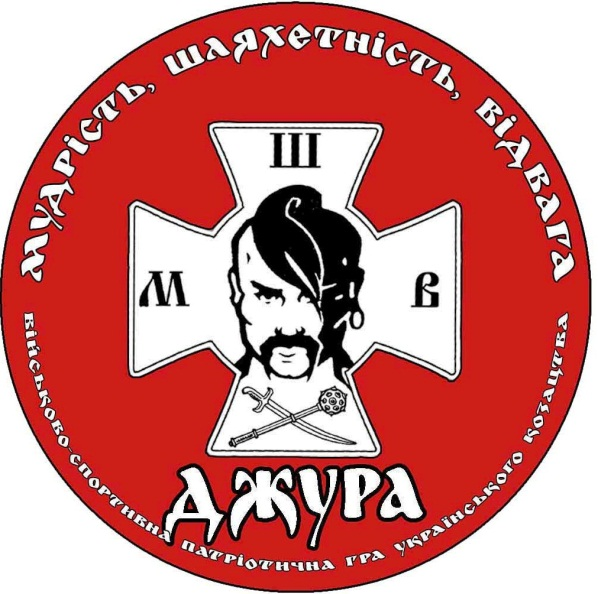 МУДРІСТЬ, ШЛЯХЕТНІСТЬ, ВІДВАГА
Ш
М
В
ДЖУРА
ВІЙСЬКОВО-СПОРТИВНА ПАТРІОТИЧНА ГРА УКРАЇНСЬКОГО КОЗАЦТВА